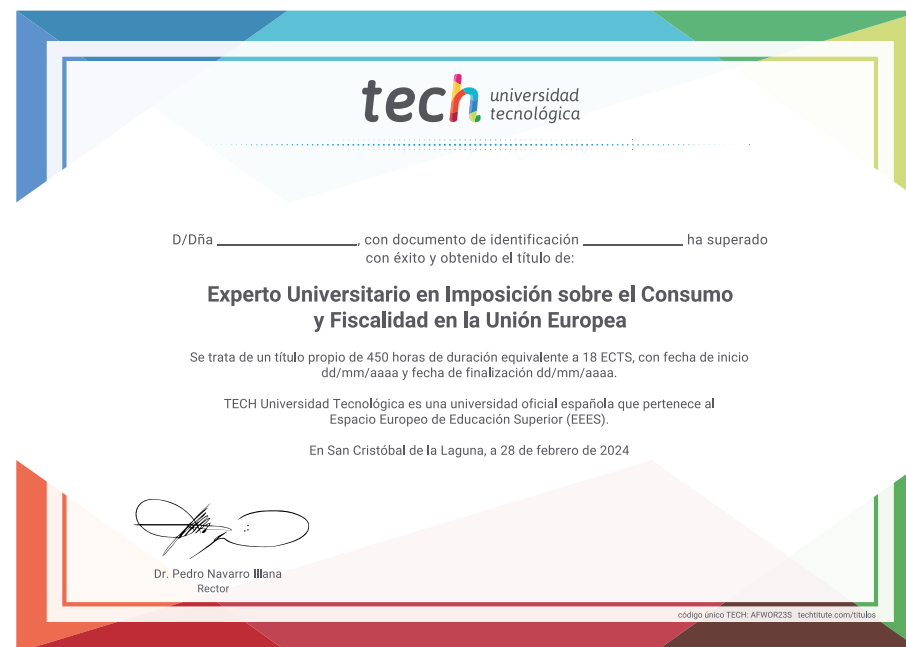 tech universidad
tecnológica
D/Dña ____________________, con documento de identificación ______________ ha superado
con éxito y obtenido el título de:
Experto Universitario en Imposición sobre el Consumo
y Fiscalidad en la Unión Europea
Se trata de un título propio de 450 horas de duración equivalente a 18 ECTS, con fecha de inicio
dd/mm/aaaa y fecha de finalización dd/mm/aaaa.
TECH Universidad Tecnológica es una universidad oficial española que pertenece al
Espacio Europeo de Educación Superior (EEES).
En San Cristóbal de la Laguna, a 28 de febrero de 2024
Dr. Pedro Navarro Illana
Rector
código único TECH: AFWOR23S techtitute.com/titulos